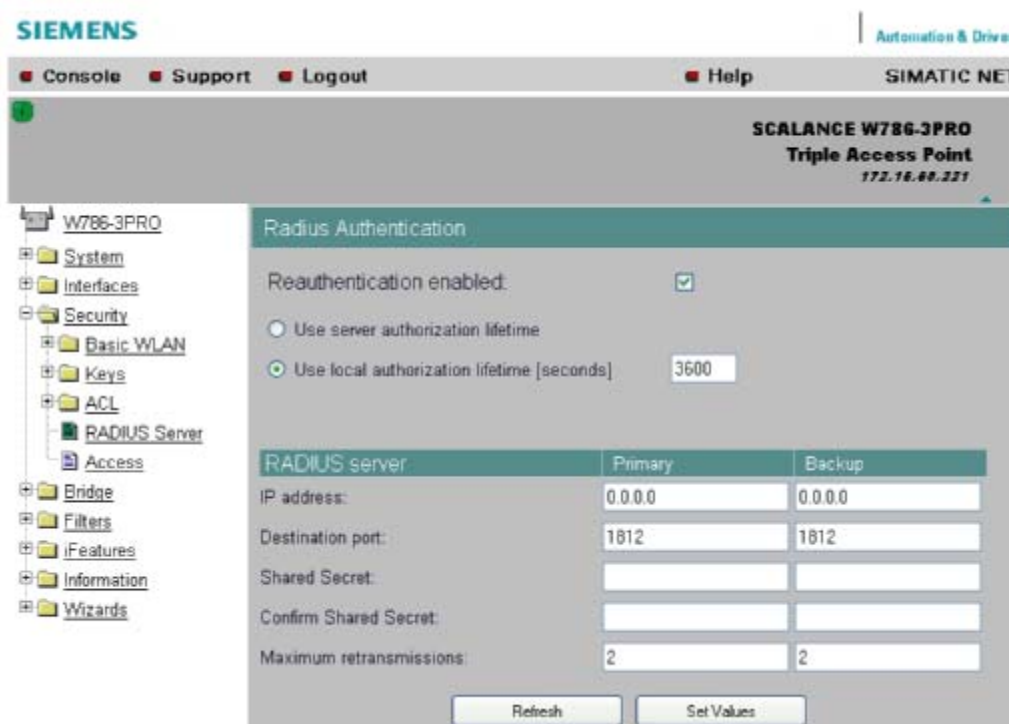 SIEMENS
Automation & Drive
Console Support Logout Help SIMATIC NET
SCALANCE W786-3PRO
Triple Access Point
172.16.60.221
W786-3PRO
System
Interfaces
Security
Basic WLAN
Keys
ACL
RADIUS Server
Access
Bridge
Filters
iFeatures
Information
Wizards
Radius Authentication
Reauthentication enabled:
Use server authorization lifetime
Use local authorization lifetime [seconds] 3600
RADIUS server Primary Backup
IP address: 0.0.0.0 0.0.0.0
Destination port: 1812 1812
Shared Secret:
Confirm Shared Secret:
Maximum retransmissions: 2 2
Refresh Set Values